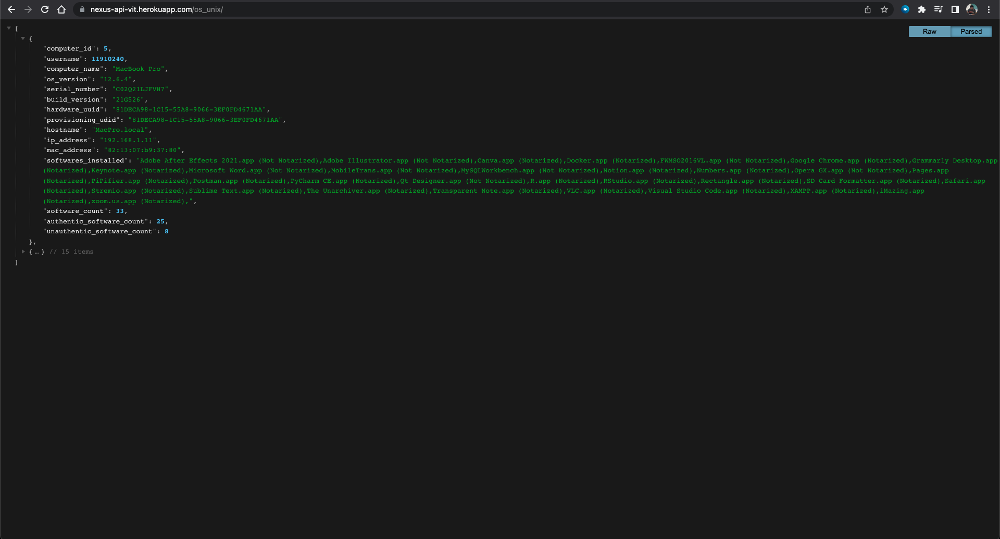 nexus-api-vit.herokuapp.com/os_unix/
Raw Parsed
[
{
"computer_id": 5,
"username": 11910240,
"computer_name": "MacBook Pro",
"os_version": "12.6.4",
"serial_number": "C02Q21LJFVH7",
"build_version": "21G526",
"hardware_uuid": "81DECA98-1C15-55A8-9066-3EF0FD4671AA",
"provisioning_udid": "81DECA98-1C15-55A8-9066-3EF0FD4671AA",
"hostname": "MacPro.local",
"ip_address": "192.168.1.11",
"mac_address": "82:13:07:b9:37:80",
"softwares_installed": "Adobe After Effects 2021.app (Not Notarized),Adobe Illustrator.app (Not Notarized),Canva.app (Notarized),Docker.app (Notarized),FWMSO2016VL.app (Not Notarized),Google Chrome.app (Notarized),Grammarly Desktop.app
(Notarized),Keynote.app (Notarized),Microsoft Word.app (Not Notarized),MobileTrans.app (Not Notarized),MySQLWorkbench.app (Not Notarized),Notion.app (Notarized),Numbers.app (Notarized),Opera GX.app (Not Notarized),Pages.app
(Notarized),PiPifier.app (Notarized),Postman.app (Notarized),PyCharm CE.app (Notarized),Qt Designer.app (Not Notarized),R.app (Notarized),RStudio.app (Notarized),Rectangle.app (Notarized),SD Card Formatter.app (Notarized),Safari.app
(Notarized),Stremio.app (Notarized),Sublime Text.app (Notarized),The Unarchiver.app (Notarized),Transparent Note.app (Notarized),VLC.app (Notarized),Visual Studio Code.app (Notarized),XAMPP.app (Notarized),iMazing.app
(Notarized),zoom.us.app (Notarized),",
"software_count": 33,
"authentic_software_count": 25,
"unauthentic_software_count": 8
},
{ … } // 15 items
]